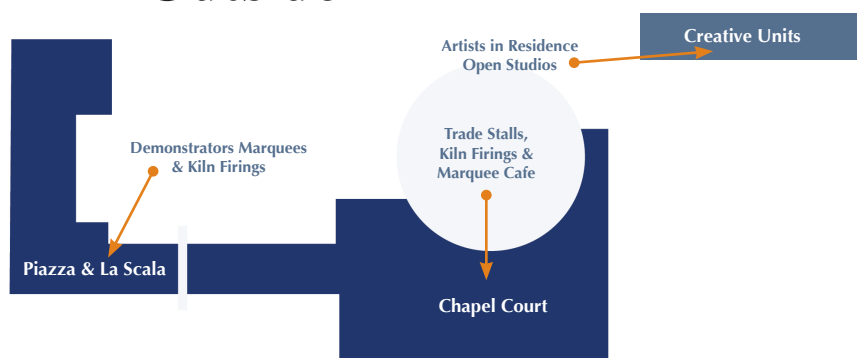 Creative Units
Artists in Residence
Open Studios
Trade Stalls,
Kiln Firings &
Marquee Cafe
Demonstrators Marquees
& Kiln Firings
Piazza & La Scala
Chapel Court